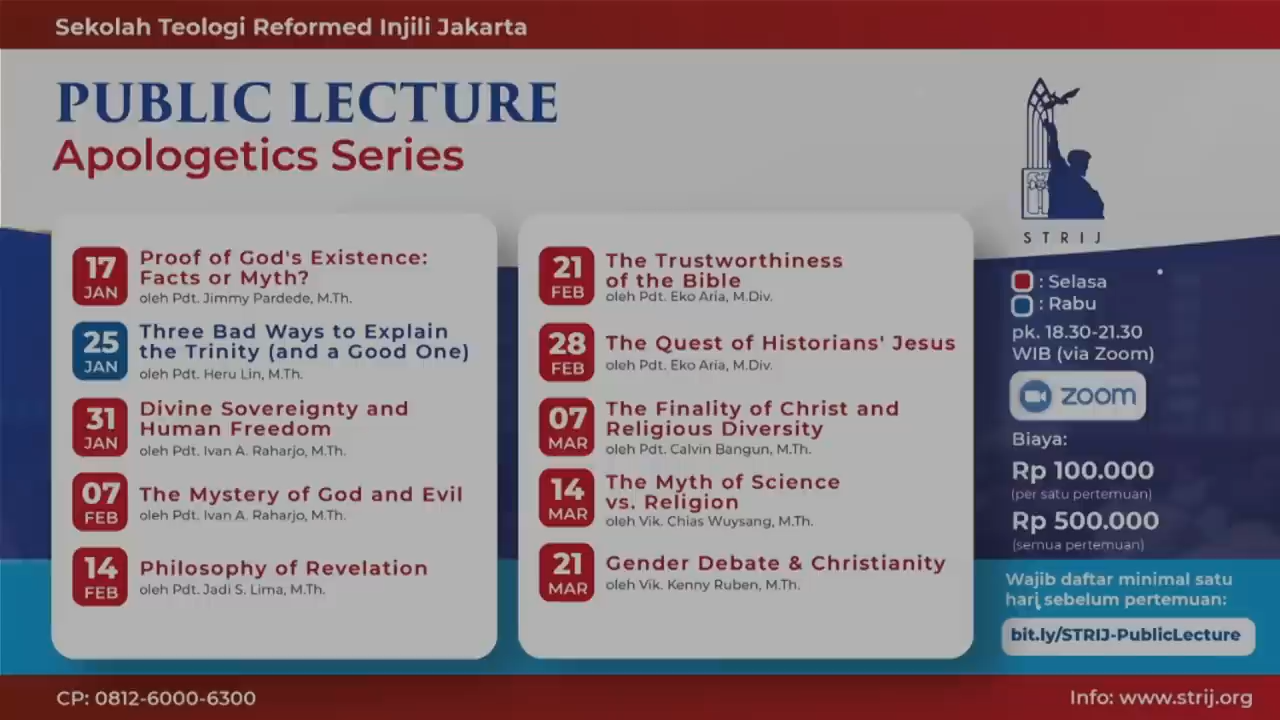 Sekolah Teologi Reformed Injili Jakarta
PUBLIC LECTURE
Apologetics Series
STRIJ
17
JAN
Proof of God's Existence:
Facts or Myth?
oleh Pdt. Jimmy Pardede, M.Th.
25
JAN
Three Bad Ways to Explain
the Trinity (and a Good One)
oleh Pdt. Heru Lin, M.Th.
31
JAN
Divine Sovereignty and
Human Freedom
oleh Pdt. Ivan A. Raharjo, M.Th.
07
FEB
The Mystery of God and Evil
oleh Pdt. Ivan A. Raharjo, M.Th.
14
FEB
Philosophy of Revelation
oleh Pdt. Jadi S. Lima, M.Th.
21
FEB
The Trustworthiness
of the Bible
oleh Pdt. Eko Aria, M.Div.
28
FEB
The Quest of Historians' Jesus
oleh Pdt. Eko Aria, M.Div.
07
MAR
The Finality of Christ and
Religious Diversity
oleh Pdt. Calvin Bangun, M.Th.
14
MAR
The Myth of Science
vs. Religion
oleh Vik. Chias Wuysang, M.Th.
21
MAR
Gender Debate & Christianity
oleh Vik. Kenny Ruben, M.Th.
: Selasa
: Rabu
pk. 18.30-21.30
WIB (via Zoom)
zoom
Biaya:
Rp 100.000
(per satu pertemuan)
Rp 500.000
(semua pertemuan)
Wajib daftar minimal satu
hari sebelum pertemuan:
bit.ly/STRIJ-PublicLecture
CP: 0812-6000-6300
Info: www.strij.org